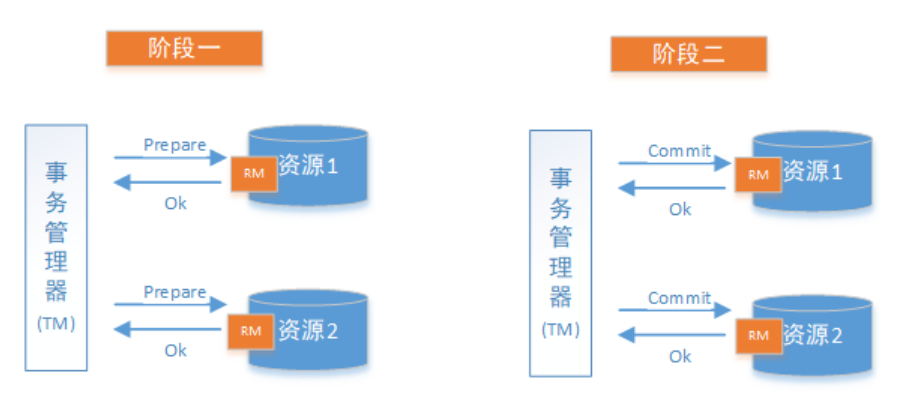 阶段一
事务管理器
(TM)
Prepare
RM
资源1
Ok
Prepare
RM
资源2
Ok
阶段二
事务管理器
(TM)
Commit
RM
资源1
Ok
Commit
RM
资源2
Ok